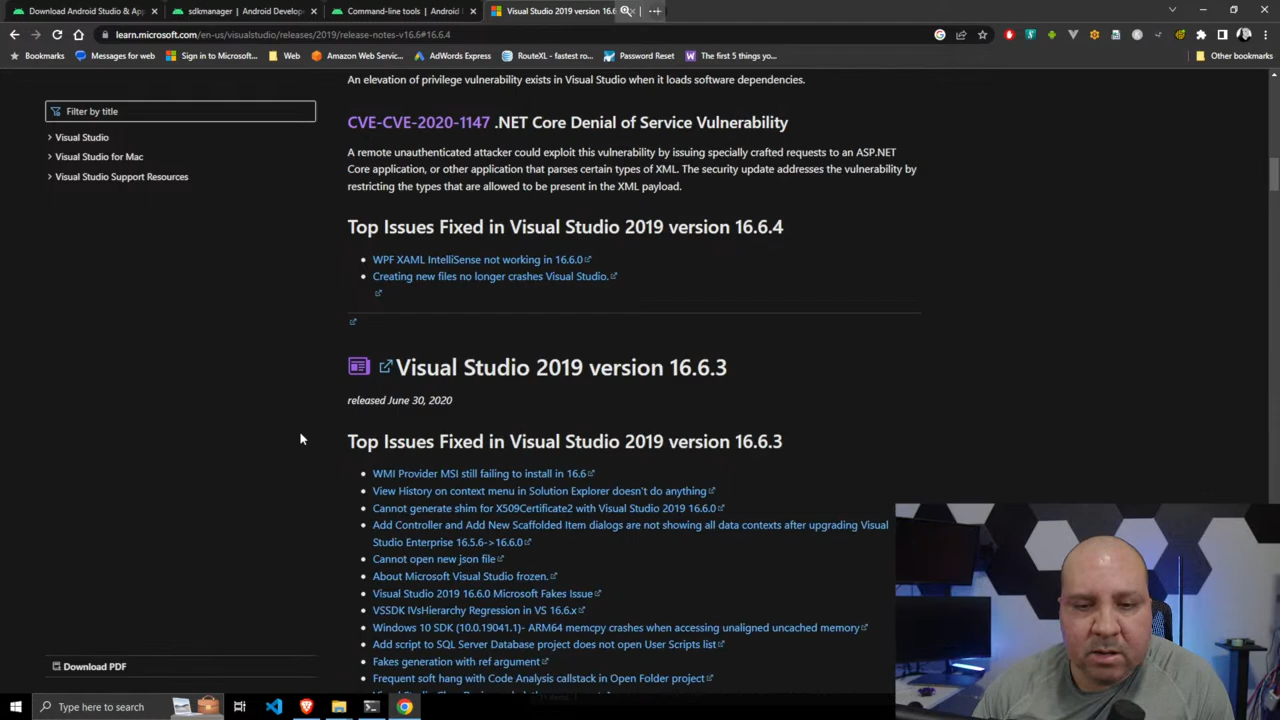 Download Android Studio & App
sdkmanager | Android Develop
Command-line tools | Android
Visual Studio 2019 version 16.6
learn.microsoft.com/en-us/visualstudio/releases/2019/release-notes-v16.6#16.6.4
Bookmarks
Messages for web
Sign in to Microsoft...
Web
Amazon Web Servic...
AdWords Express
RouteXL - fastest ro...
Password Reset
The first 5 things yo...
Other bookmarks
An elevation of privilege vulnerability exists in Visual Studio when it loads software dependencies.
Filter by title
Visual Studio
Visual Studio for Mac
Visual Studio Support Resources
CVE-CVE-2020-1147 .NET Core Denial of Service Vulnerability
A remote unauthenticated attacker could exploit this vulnerability by issuing specially crafted requests to an ASP.NET
Core application, or other application that parses certain types of XML. The security update addresses the vulnerability by
restricting the types that are allowed to be present in the XML payload.
Top Issues Fixed in Visual Studio 2019 version 16.6.4
WPF XAML IntelliSense not working in 16.6.0
Creating new files no longer crashes Visual Studio.
Visual Studio 2019 version 16.6.3
released June 30, 2020
Top Issues Fixed in Visual Studio 2019 version 16.6.3
WMI Provider MSI still failing to install in 16.6
View History on context menu in Solution Explorer doesn't do anything
Cannot generate shim for X509Certificate2 with Visual Studio 2019 16.6.0
Add Controller and Add New Scaffolded Item dialogs are not showing all data contexts after upgrading Visual
Studio Enterprise 16.5.6->16.6.0
Cannot open new json file
About Microsoft Visual Studio frozen.
Visual Studio 2019 16.6.0 Microsoft Fakes Issue
VSSDK IVsHierarchy Regression in VS 16.6.x
Windows 10 SDK (10.0.19041.1)- ARM64 memcpy crashes when accessing unaligned uncached memory
Add script to SQL Server Database project does not open User Scripts list
Fakes generation with ref argument
Frequent soft hang with Code Analysis callstack in Open Folder project
Download PDF
Type here to search